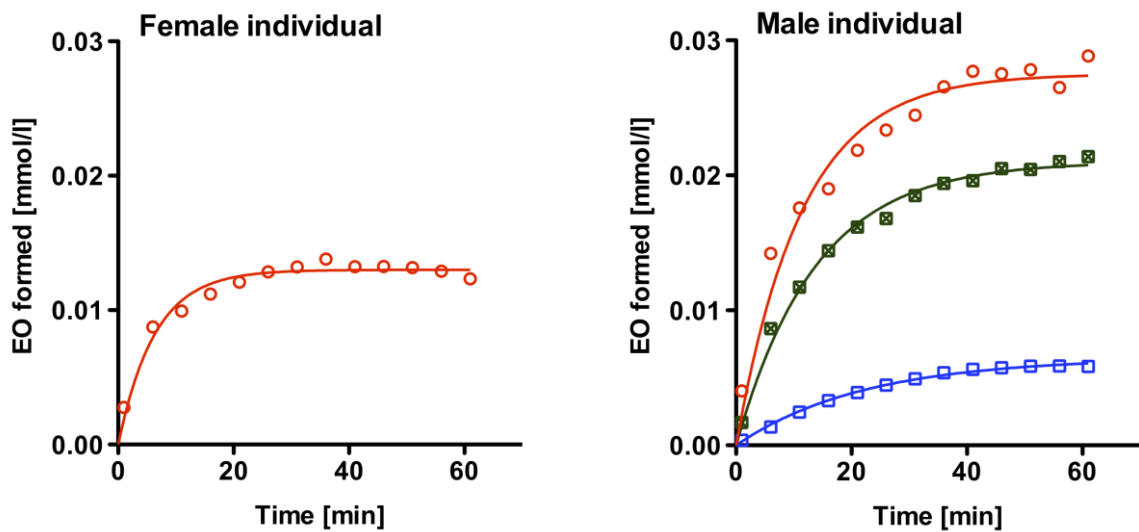 Female individual
EO formed [mmol/l]
0.03
0.02
0.01
0.00
0 20 40 60
Time [min]
Male individual
EO formed [mmol/l]
0.03
0.02
0.01
0.00
0 20 40 60
Time [min]